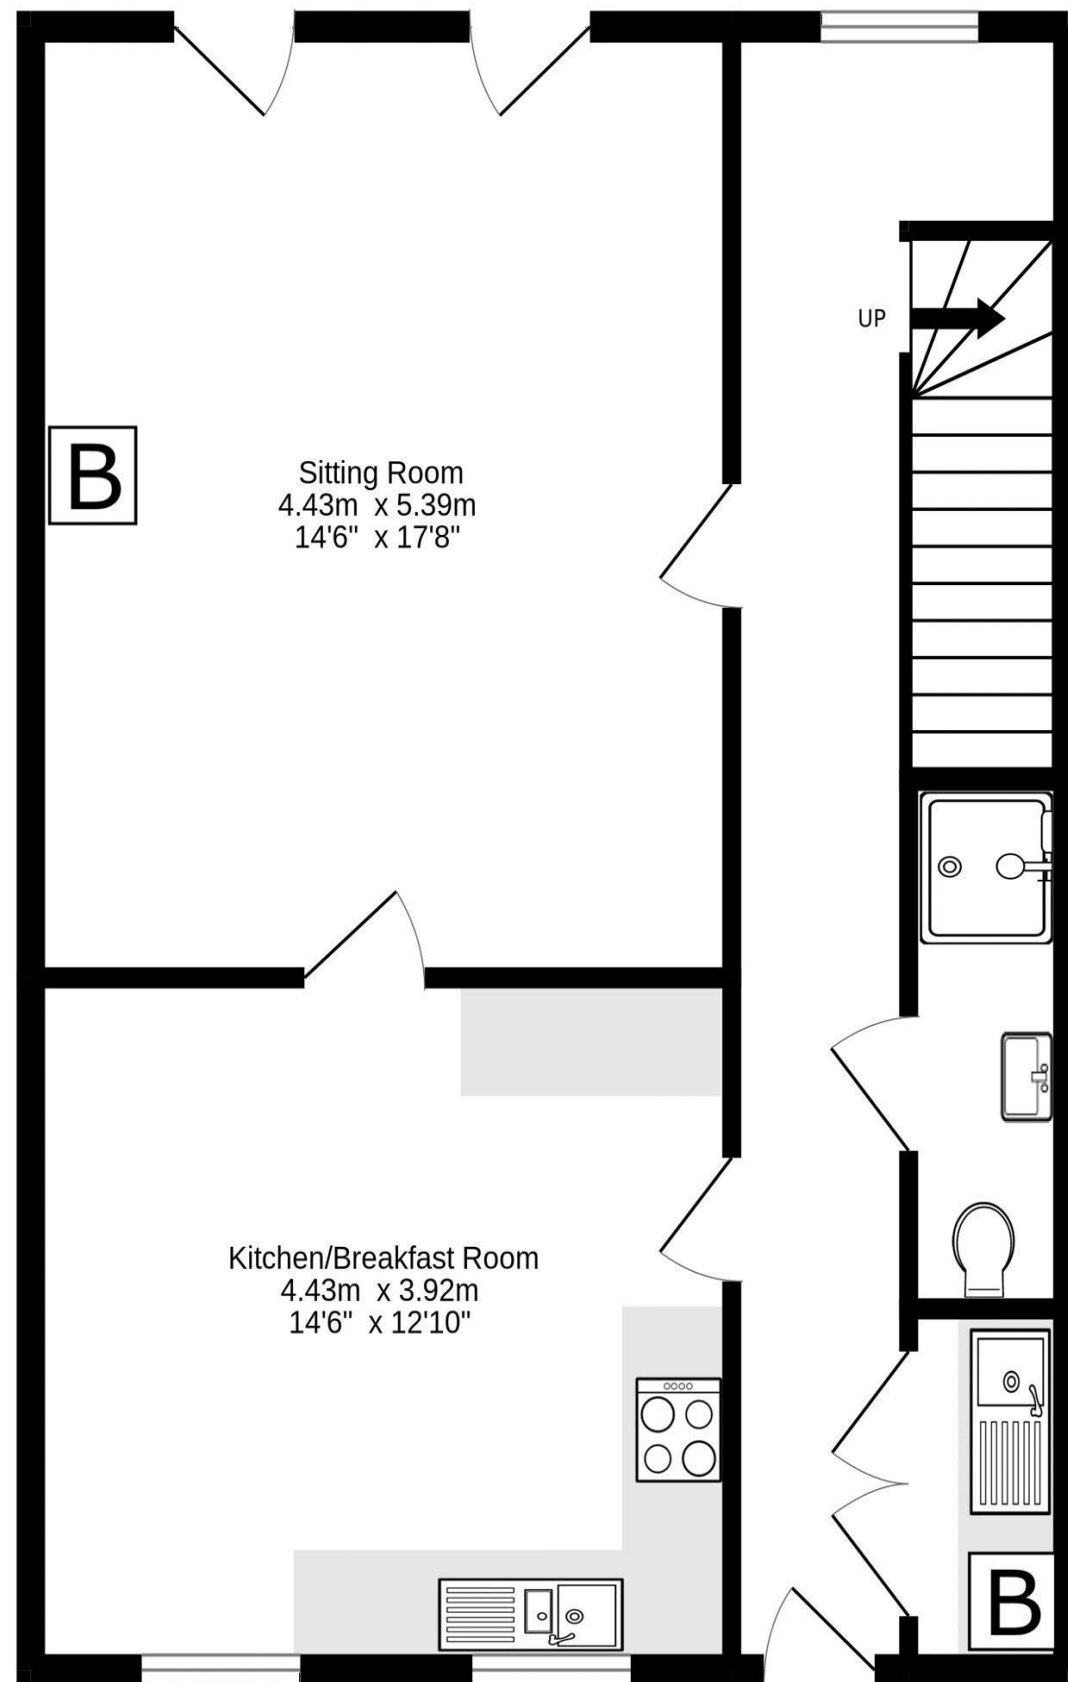 UP
B
Sitting Room
4.43m x 5.39m
14'6" x 17'8"
Kitchen/Breakfast Room
4.43m x 3.92m
14'6" x 12'10"
B